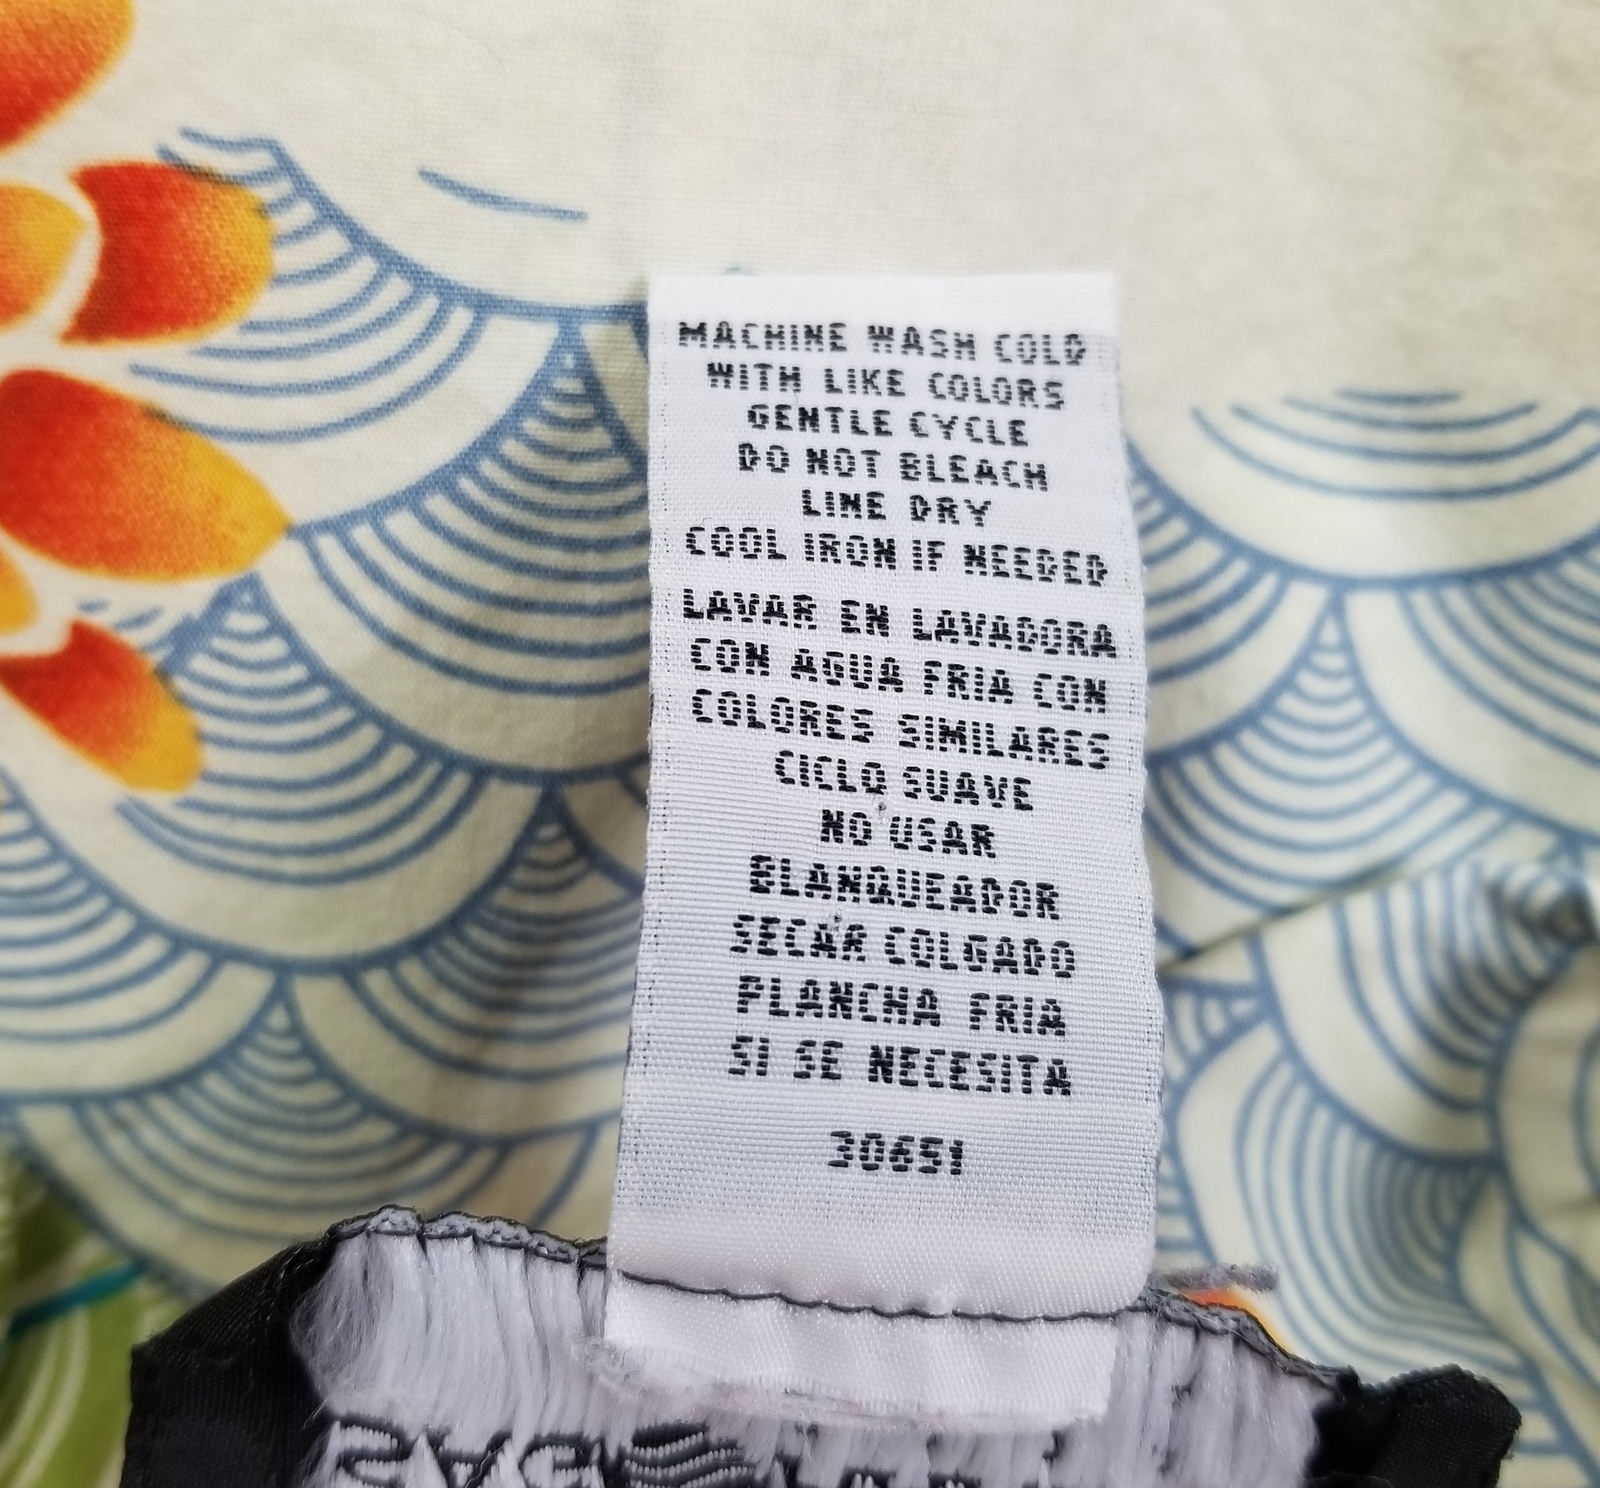 MACHINE WASH COLD
WITH LIKE COLORS
GENTLE CYCLE
DO NOT BLEACH
LINE DRY
COOL IRON IF NEEDED
LAVAR EN LAVADORA
CON AGUA FRIA CON
COLORES SIMILARES
CICLO SUAVE
NO USAR
BLANQUEADOR
SECAR COLGADO
PLANCHA FRIA
SI SE NECESITA
30651